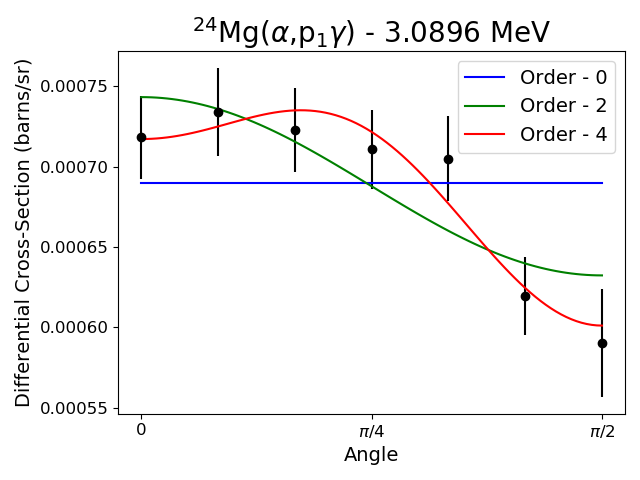 ²⁴Mg(α,p₁γ) - 3.0896 MeV
Differential Cross-Section (barns/sr)
0.00075
0.00070
0.00065
0.00060
0.00055
Order - 0
Order - 2
Order - 4
0 π/4 π/2
Angle